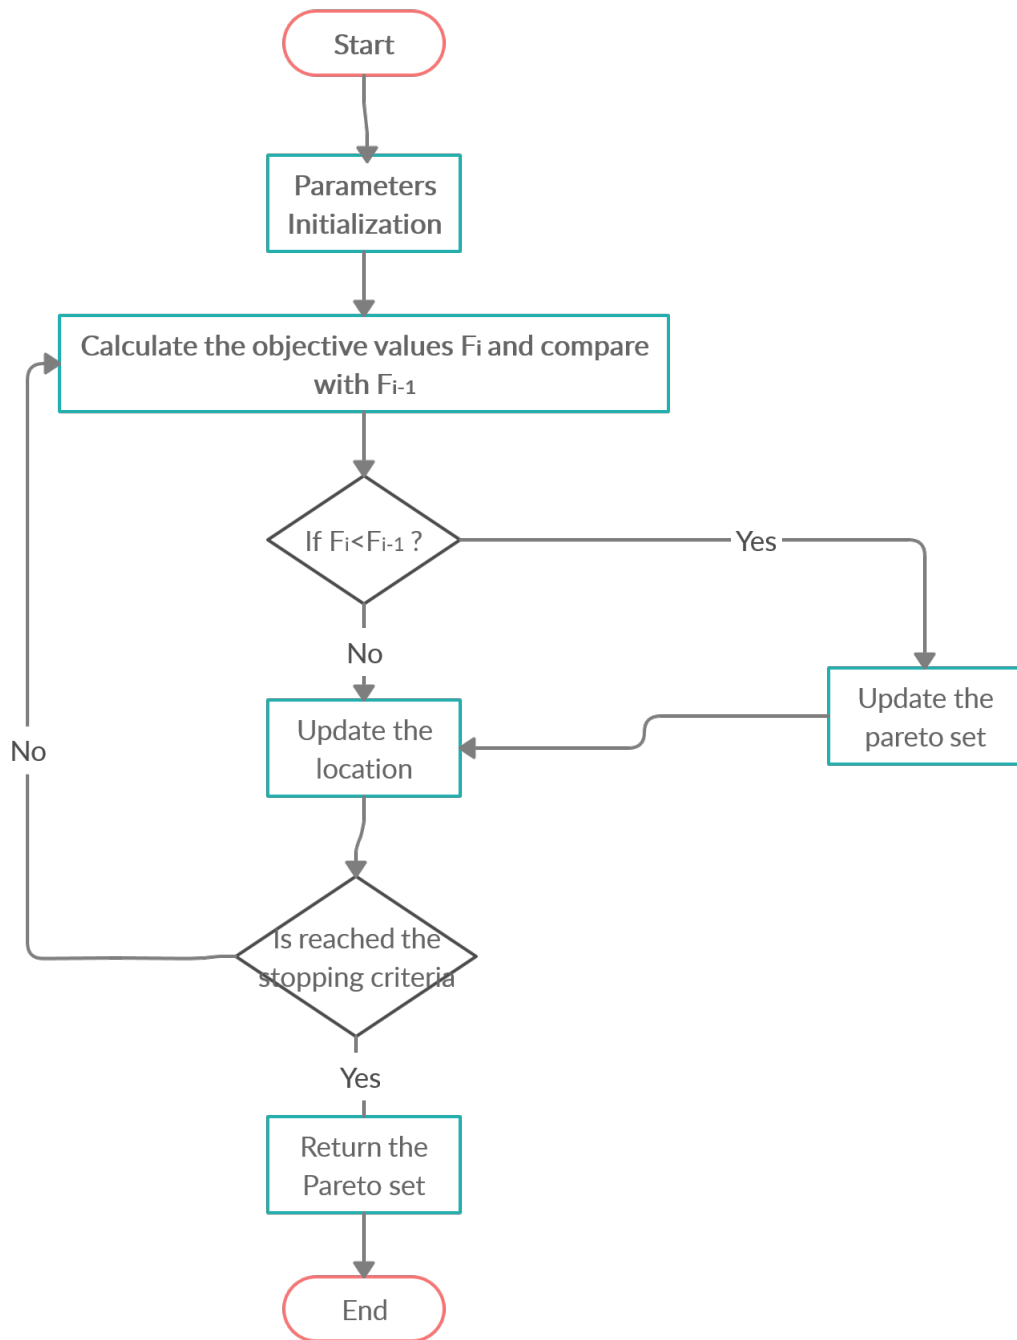 Start
Parameters
Initialization
Calculate the objective values Fi and compare
with Fi-1
If Fi<Fi-1 ?
Yes
No
Update the
pareto set
Update the
location
No
Is reached the
stopping criteria
Yes
Return the
Pareto set
End